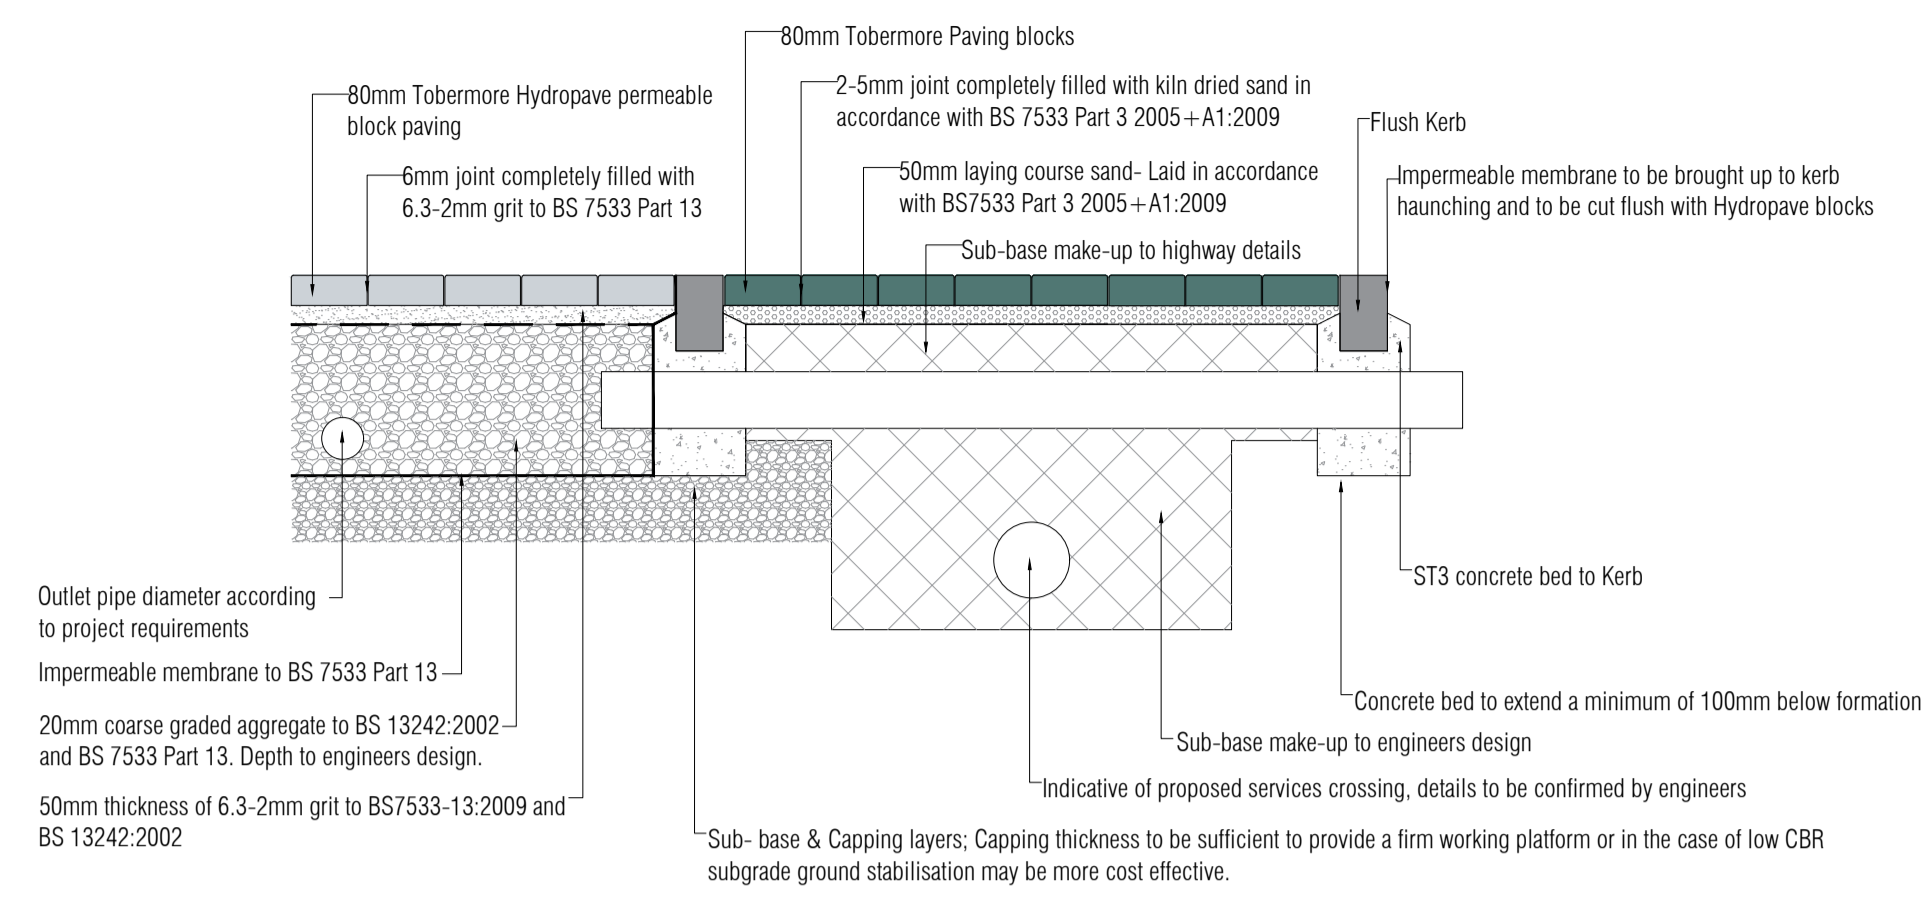 80mm Tobermore Paving blocks
2-5mm joint completely filled with kiln dried sand in
accordance with BS 7533 Part 3 2005+A1:2009
80mm Tobermore Hydropave permeable
block paving
Flush Kerb
6mm joint completely filled with
6.3-2mm grit to BS 7533 Part 13
50mm laying course sand- Laid in accordance
with BS7533 Part 3 2005+A1:2009
Impermeable membrane to be brought up to kerb
haunching and to be cut flush with Hydropave blocks
Sub-base make-up to highway details
Outlet pipe diameter according
to project requirements
Impermeable membrane to BS 7533 Part 13
20mm coarse graded aggregate to BS 13242:2002
and BS 7533 Part 13. Depth to engineers design.
50mm thickness of 6.3-2mm grit to BS7533-13:2009 and
BS 13242:2002
ST3 concrete bed to Kerb
Concrete bed to extend a minimum of 100mm below formation
Sub-base make-up to engineers design
Indicative of proposed services crossing, details to be confirmed by engineers
Sub- base & Capping layers; Capping thickness to be sufficient to provide a firm working platform or in the case of low CBR
subgrade ground stabilisation may be more cost effective.